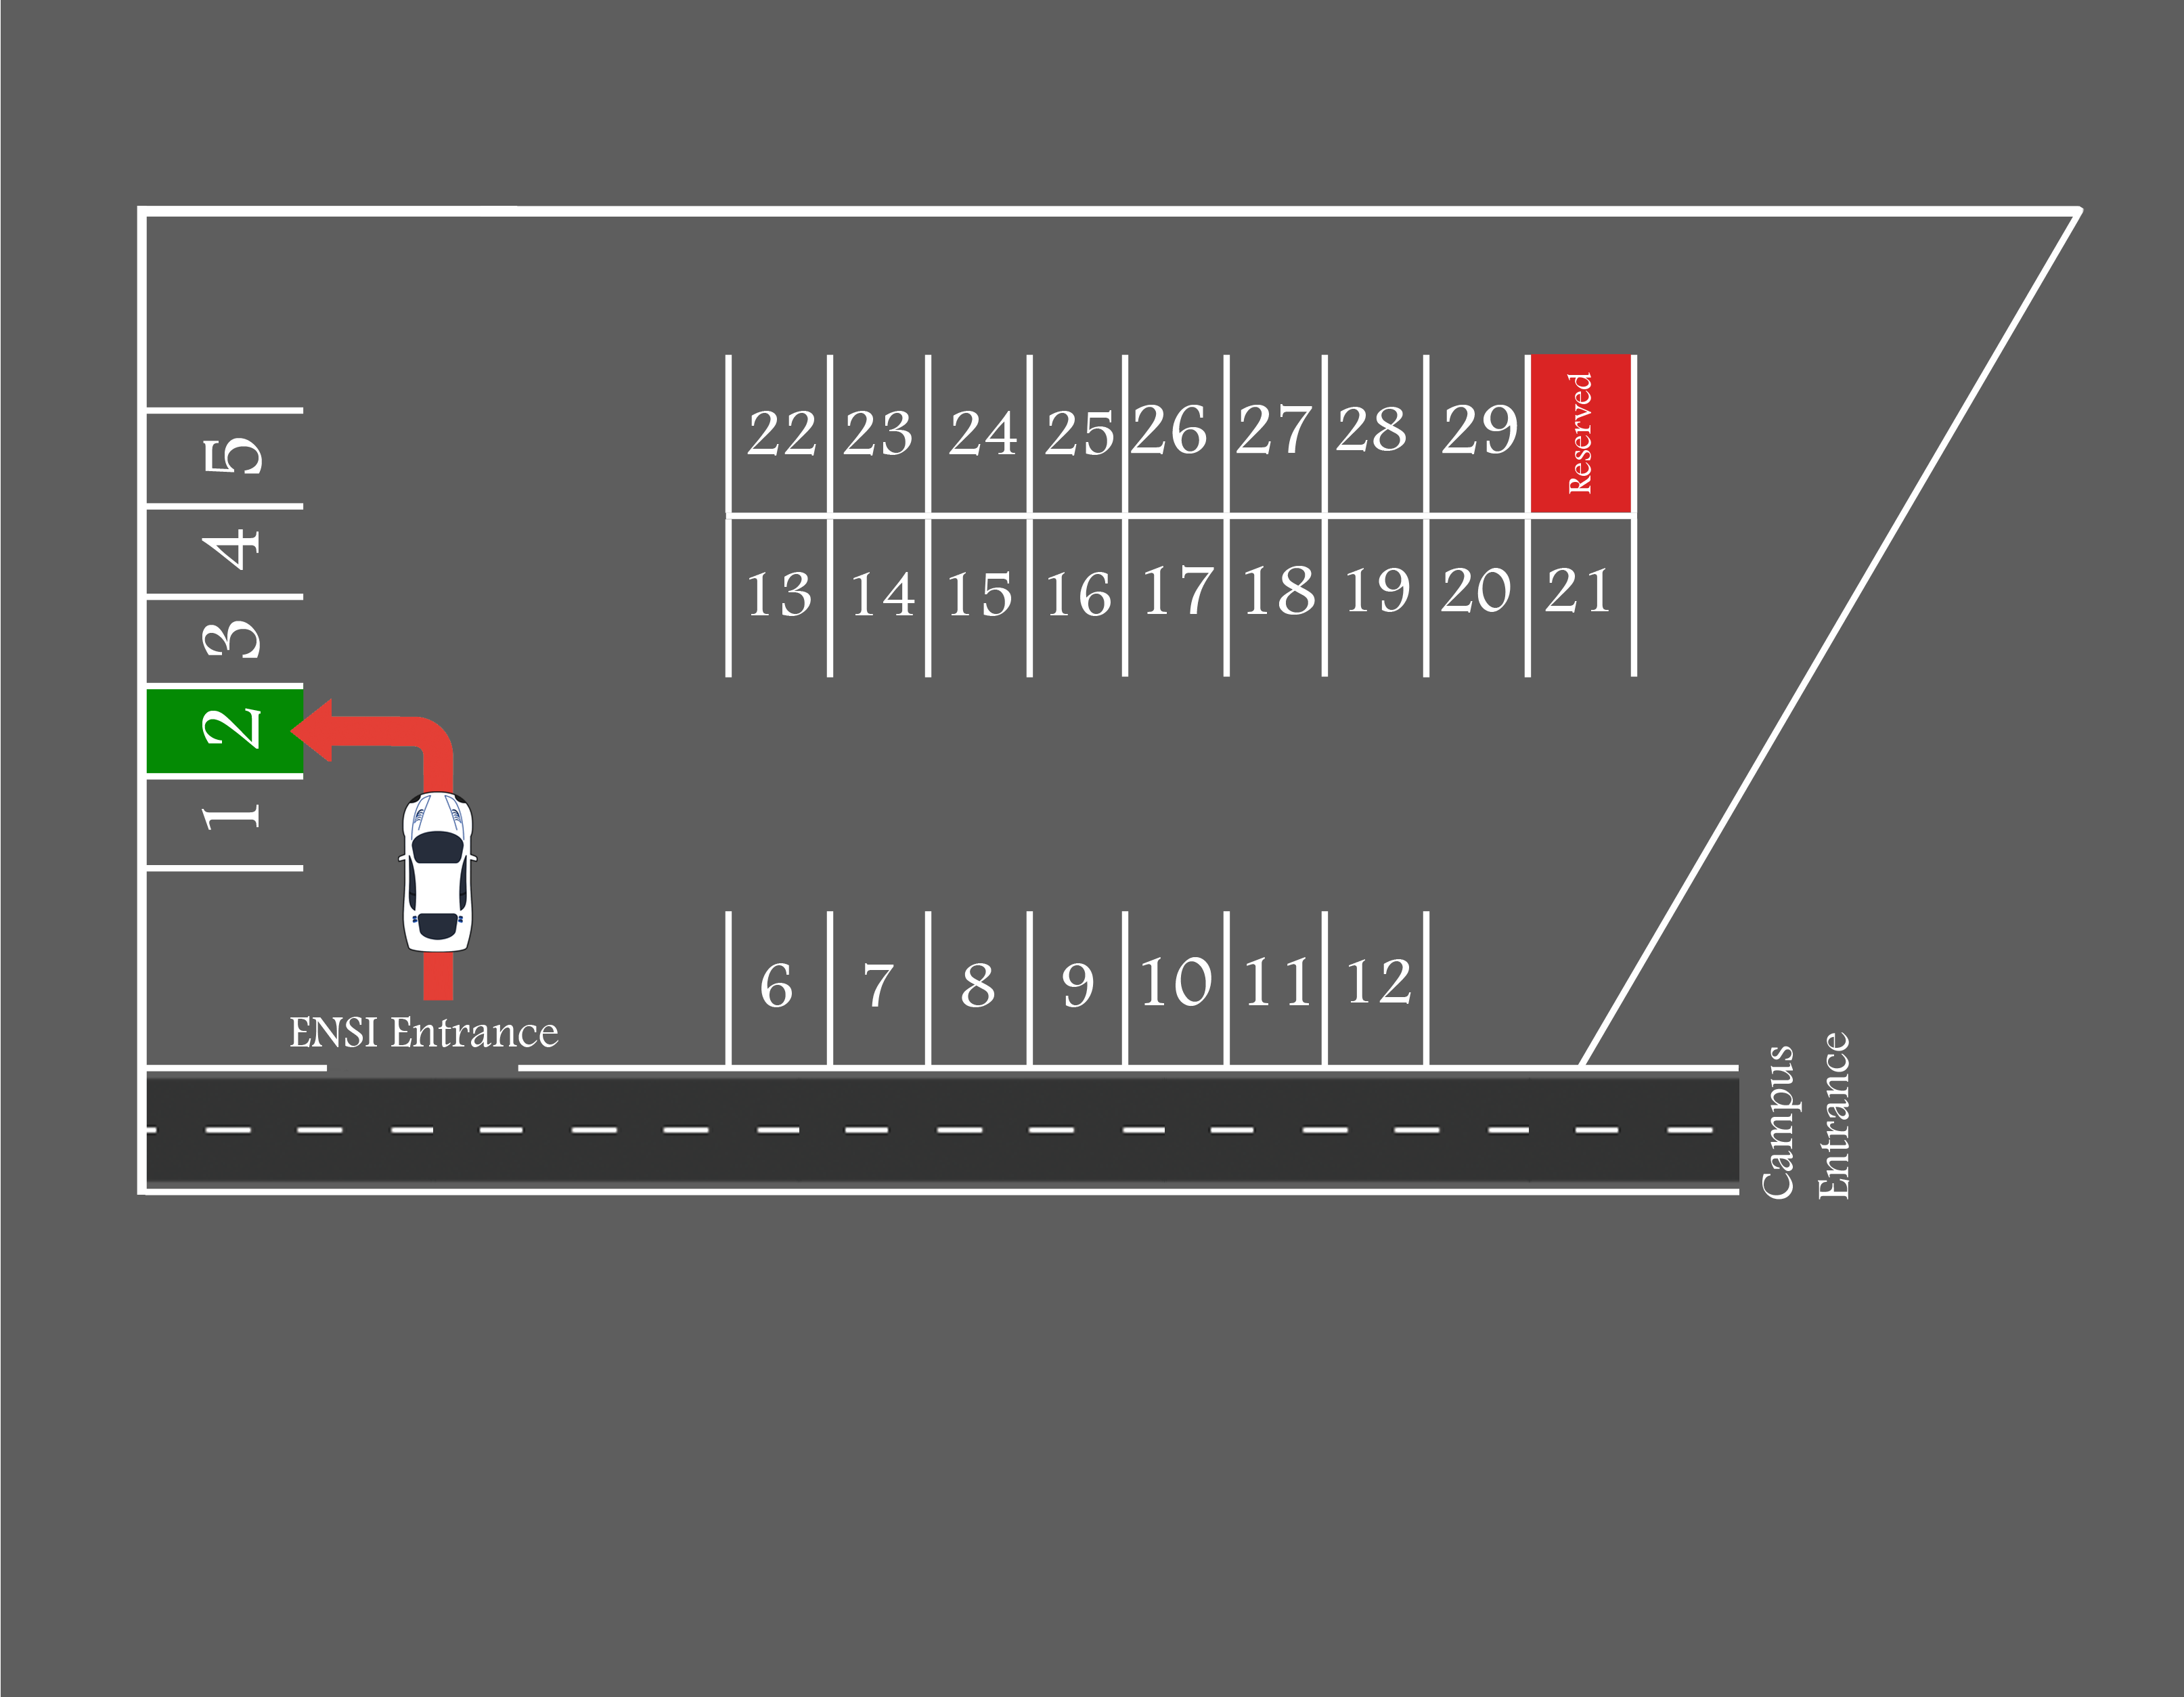 22 23 24 25 26 27 28 29 Reserved
5
4
13 14 15 16 17 18 19 20 21
3
2
1
6 7 8 9 10 11 12
ENSI Entrance
Campus
Entrance